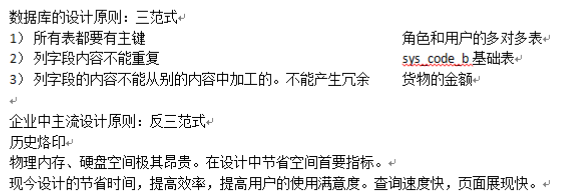 数据库的设计原则：三范式
1）所有表都要有主键 角色和用户的多对多表
2）列字段内容不能重复 sys_code_b 基础表
3）列字段的内容不能从别的内容中加工的。不能产生冗余 货物的金额
企业中主流设计原则：反三范式
历史烙印
物理内存、硬盘空间极其昂贵。在设计中节省空间首要指标。
现今设计的节省时间，提高效率，提高用户的使用满意度。查询速度快，页面展现快。